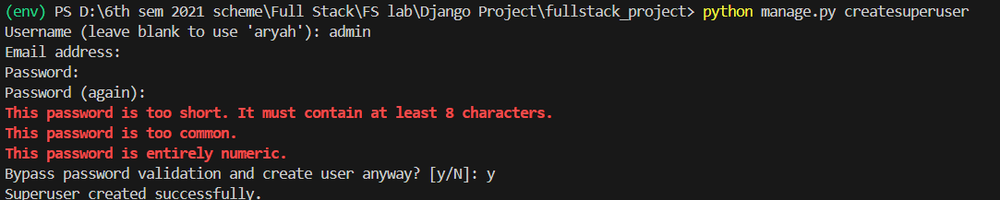 (env) PS D:\6th sem 2021 scheme\Full Stack\FS lab\Django Project\fullstack_project> python manage.py createsuperuser
Username (leave blank to use 'aryah'): admin
Email address:
Password:
Password (again):
This password is too short. It must contain at least 8 characters.
This password is too common.
This password is entirely numeric.
Bypass password validation and create user anyway? [y/N]: y
Superuser created successfully.